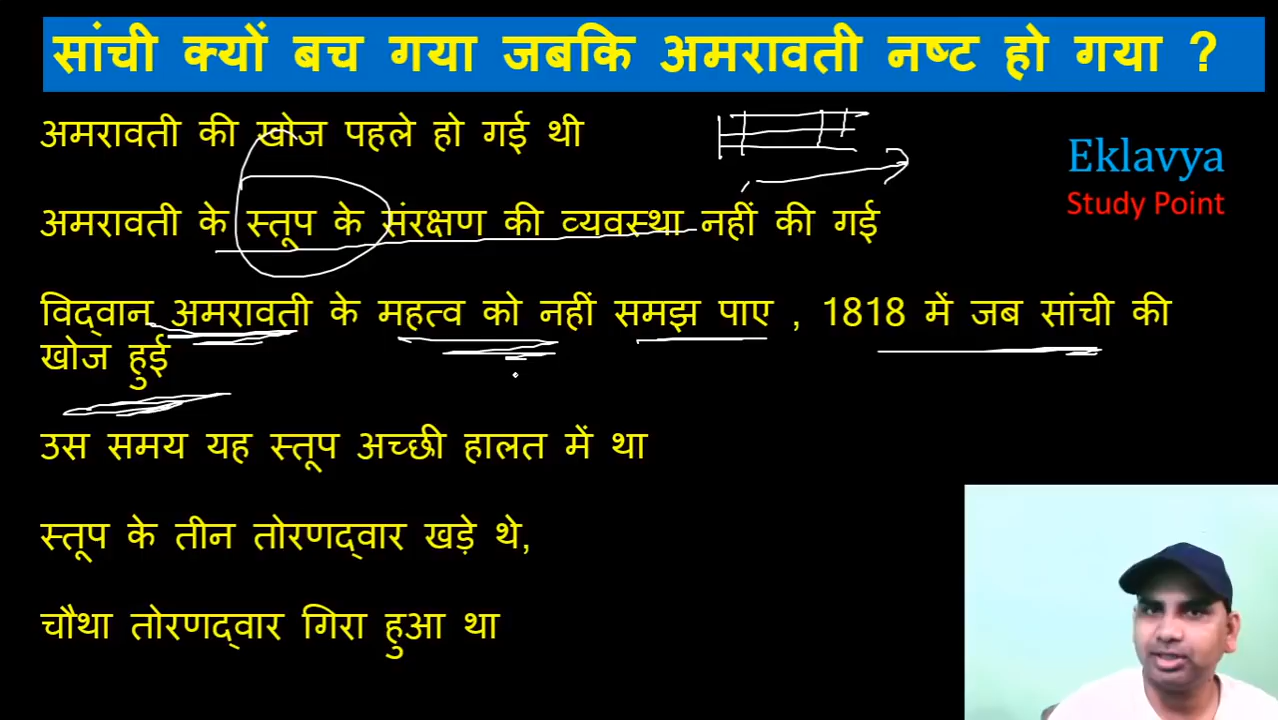 सांची क्यों बच गया जबकि अमरावती नष्ट हो गया ?
अमरावती की खोज पहले हो गई थी
Eklavya
Study Point
अमरावती के स्तूप के संरक्षण की व्यवस्था नहीं की गई
विद्वान अमरावती के महत्व को नहीं समझ पाए , 1818 में जब सांची की
खोज हुई
उस समय यह स्तूप अच्छी हालत में था
स्तूप के तीन तोरणद्वार खड़े थे,
चौथा तोरणद्वार गिरा हुआ था